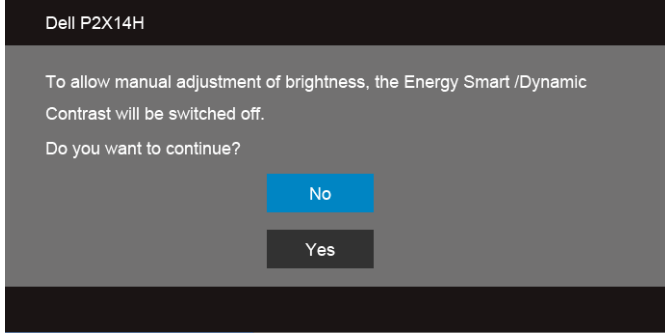 Dell P2X14H
To allow manual adjustment of brightness, the Energy Smart /Dynamic
Contrast will be switched off.
Do you want to continue?
No
Yes